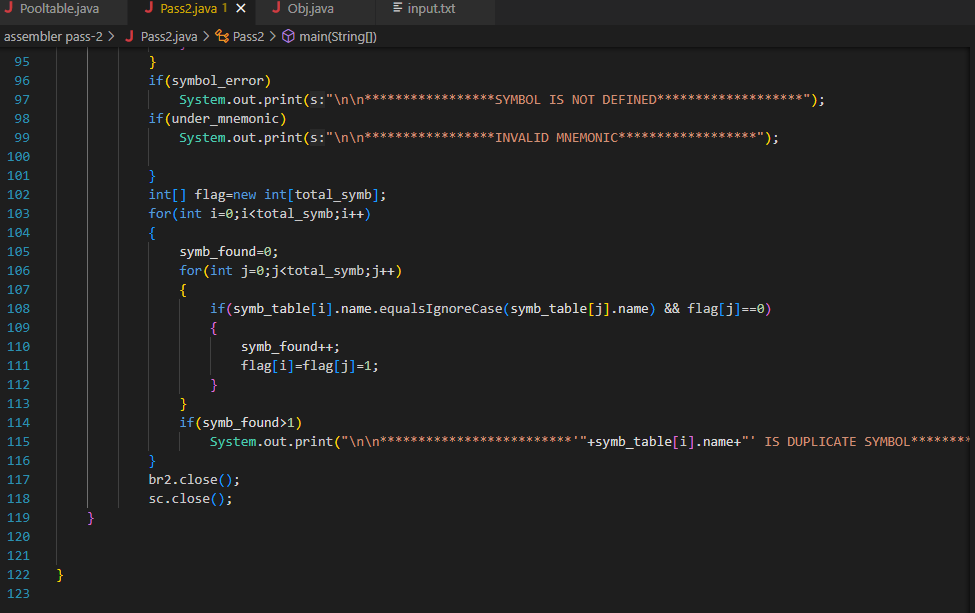 Pooltable.java
Pass2.java 1
Obj.java
input.txt
assembler pass-2 > Pass2.java > Pass2 > main(String[])
95 }
96 if(symbol_error)
97 System.out.print(s:"\n\n*****************SYMBOL IS NOT DEFINED*******************");
98 if(under_mnemonic)
99 System.out.print(s:"\n\n*****************INVALID MNEMONIC******************");
100
101 }
102 int[] flag=new int[total_symb];
103 for(int i=0;i<total_symb;i++)
104 {
105 symb_found=0;
106 for(int j=0;j<total_symb;j++)
107 {
108 if(symb_table[i].name.equalsIgnoreCase(symb_table[j].name) && flag[j]==0)
109 {
110 symb_found++;
111 flag[i]=flag[j]=1;
112 }
113 }
114 if(symb_found>1)
115 System.out.print("\n\n*************************'"+symb_table[i].name+"' IS DUPLICATE SYMBOL********
116 }
117 br2.close();
118 sc.close();
119 }
120
121
122 }
123